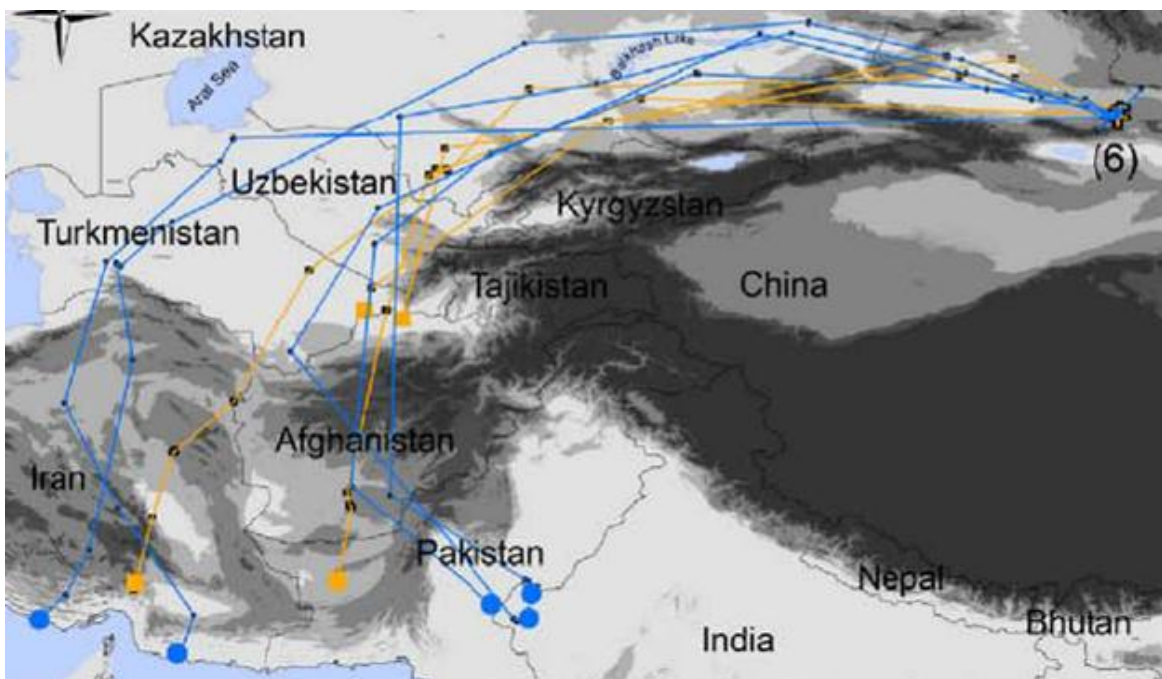 Kazakhstan
Aral Sea
Balkhash Lake
(6)
Uzbekistan
Kyrgyzstan
Turkmenistan
Tajikistan
China
Afghanistan
Iran
Pakistan
Nepal
Bhutan
India